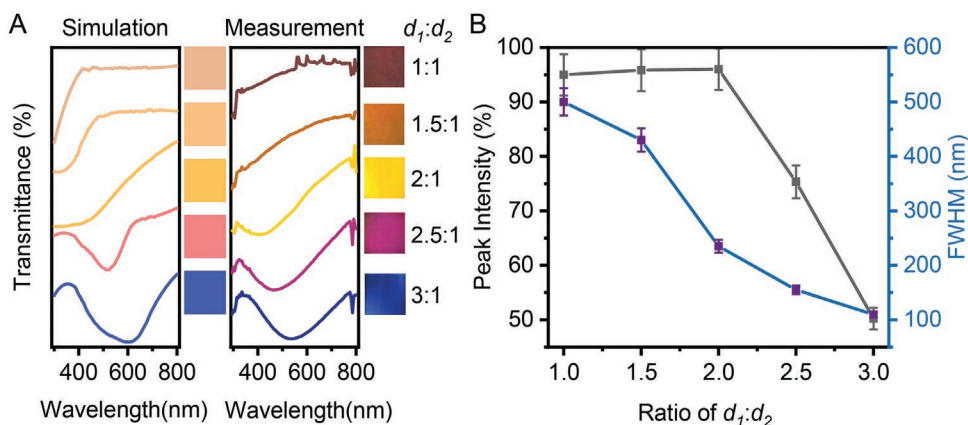 A
Simulation
Measurement
d1:d2
Transmittance (%)
1:1
1.5:1
2:1
2.5:1
3:1
400 600 800
400 600 800
Wavelength(nm)
Wavelength(nm)
B
Peak Intensity (%)
100
90
80
70
60
50
600
500
400
300
200
100
FWHM (nm)
1.0 1.5 2.0 2.5 3.0
Ratio of d1:d2